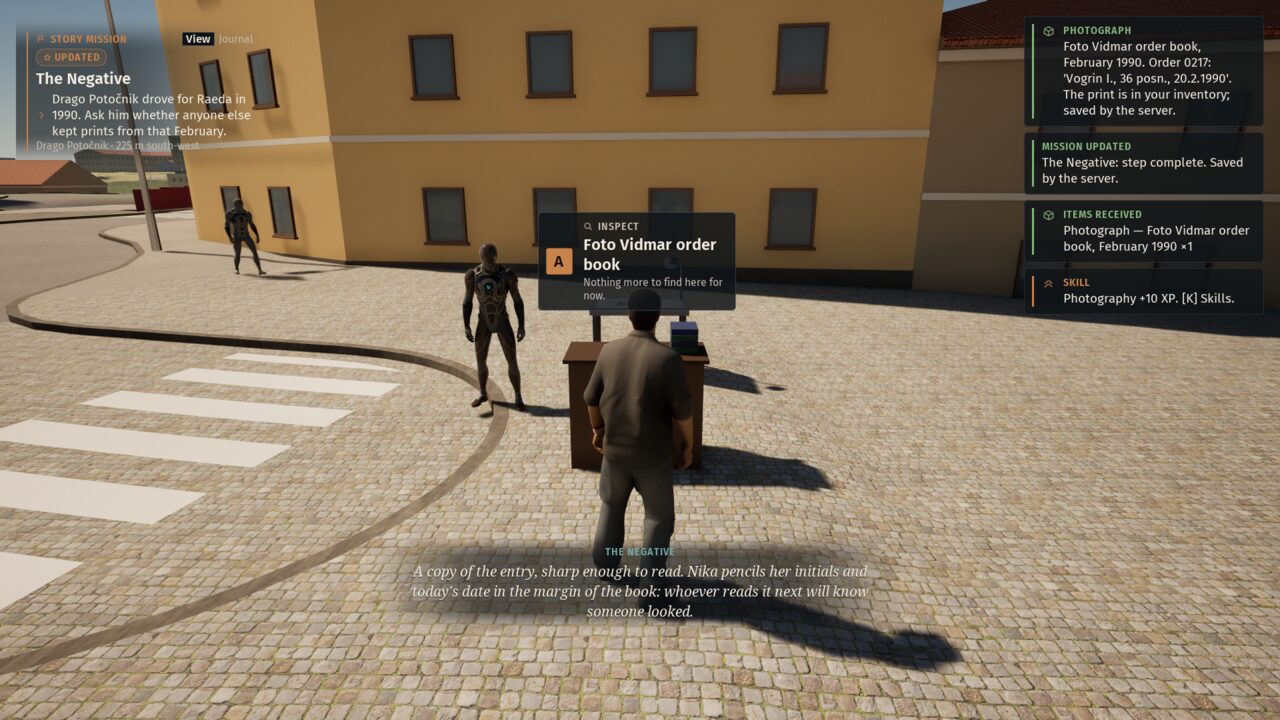 STORY MISSION
View Journal
UPDATED
The Negative
Drago Potočnik drove for Raeda in
1990. Ask him whether anyone else
kept prints from that February.
Drago Potočnik · 225 m south-west
INSPECT
A
Foto Vidmar order
book
Nothing more to find here for
now.
PHOTOGRAPH
Foto Vidmar order book,
February 1990. Order 0217:
'Vogrin I., 36 posn., 20.2.1990'.
The print is in your inventory;
saved by the server.
MISSION UPDATED
The Negative: step complete. Saved
by the server.
ITEMS RECEIVED
Photograph — Foto Vidmar order
book, February 1990 ×1
SKILL
Photography +10 XP. [K] Skills.
THE NEGATIVE
A copy of the entry, sharp enough to read. Nika pencils her initials and
today's date in the margin of the book: whoever reads it next will know
someone looked.